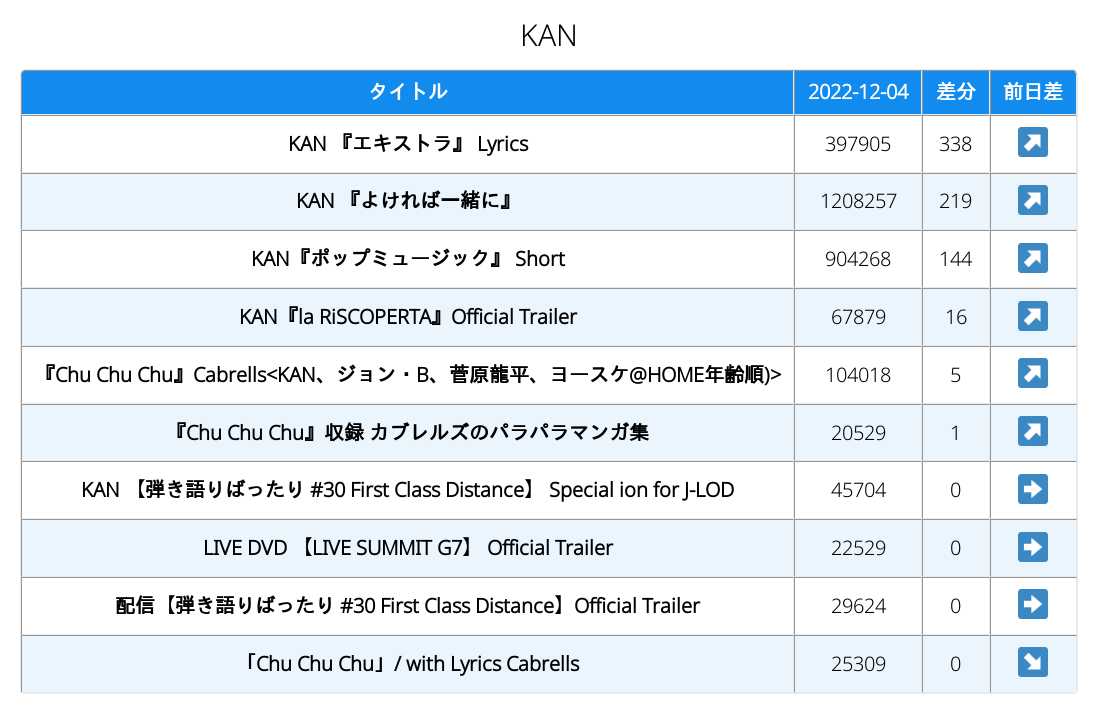 KAN
タイトル 2022-12-04 差分 前日差
KAN 『エキストラ』 Lyrics 397905 338
KAN 『よければ一緒に』 1208257 219
KAN『ポップミュージック』 Short 904268 144
KAN『la RiSCOPERTA』Official Trailer 67879 16
『Chu Chu Chu』Cabrells<KAN、ジョン・B、菅原龍平、ヨースケ@HOME年齢順)> 104018 5
『Chu Chu Chu』収録 カブレルズのパラパラマンガ集 20529 1
KAN 【弾き語りばったり #30 First Class Distance】 Special ion for J-LOD 45704 0
LIVE DVD 【LIVE SUMMIT G7】 Official Trailer 22529 0
配信【弾き語りばったり #30 First Class Distance】Official Trailer 29624 0
「Chu Chu Chu」/ with Lyrics Cabrells 25309 0